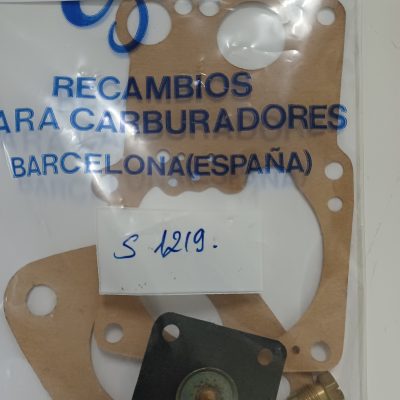 RECAMBIOS
ARA CARBURADORES
BARCELONA(ESPAÑA)
S 1219.